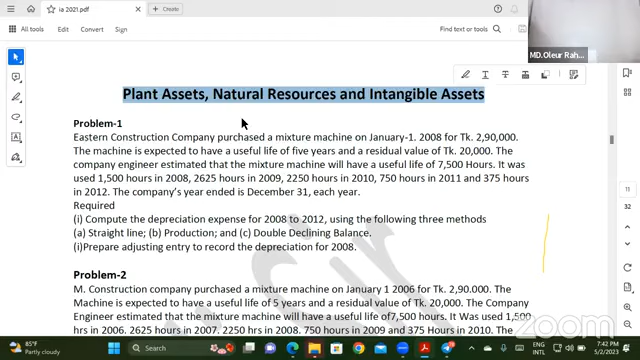 ia 2021.pdf
+ Create
All tools
Edit
Convert
Sign
Find text or tools
MD.Oleur Rah...
Plant Assets, Natural Resources and Intangible Assets
Problem-1
Eastern Construction Company purchased a mixture machine on January-1. 2008 for Tk. 2,90,000.
The machine is expected to have a useful life of five years and a residual value of Tk. 20,000. The
company engineer estimated that the mixture machine will have a useful life of 7,500 Hours. It was
used 1,500 hours in 2008, 2625 hours in 2009, 2250 hours in 2010, 750 hours in 2011 and 375 hours
in 2012. The company's year ended is December 31, each year.
Required
(i) Compute the depreciation expense for 2008 to 2012, using the following three methods
(a) Straight line; (b) Production; and (c) Double Declining Balance.
(i)Prepare adjusting entry to record the depreciation for 2008.
Problem-2
M. Construction company purchased a mixture machine on January 1 2006 for Tk. 2,90.000.
The Machine is expected to have a useful life of 5 years and a residual value of Tk. 20,000. The Company
Engineer estimated that the mixture machine will have a useful life of7,500 Hours. It was used 1,500
hrs in 2006. 2625 hours in 2007. 2250 hrs in 2008. 750 hours in 2009 and 375 Hours in 2010. The
11
32
zoom
85°F
Partly cloudy
Search
ENG
INTL
7:42 PM
5/2/2023